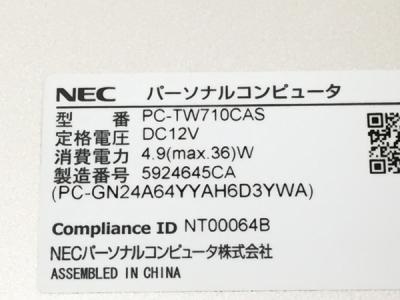 NEC パーソナルコンピュータ
型 番 PC-TW710CAS
定格電圧 DC12V
消費電力 4.9(max.36)W
製造番号 5924645CA
(PC-GN24A64YYAH6D3YWA)
Compliance ID NT00064B
NECパーソナルコンピュータ株式会社
ASSEMBLED IN CHINA